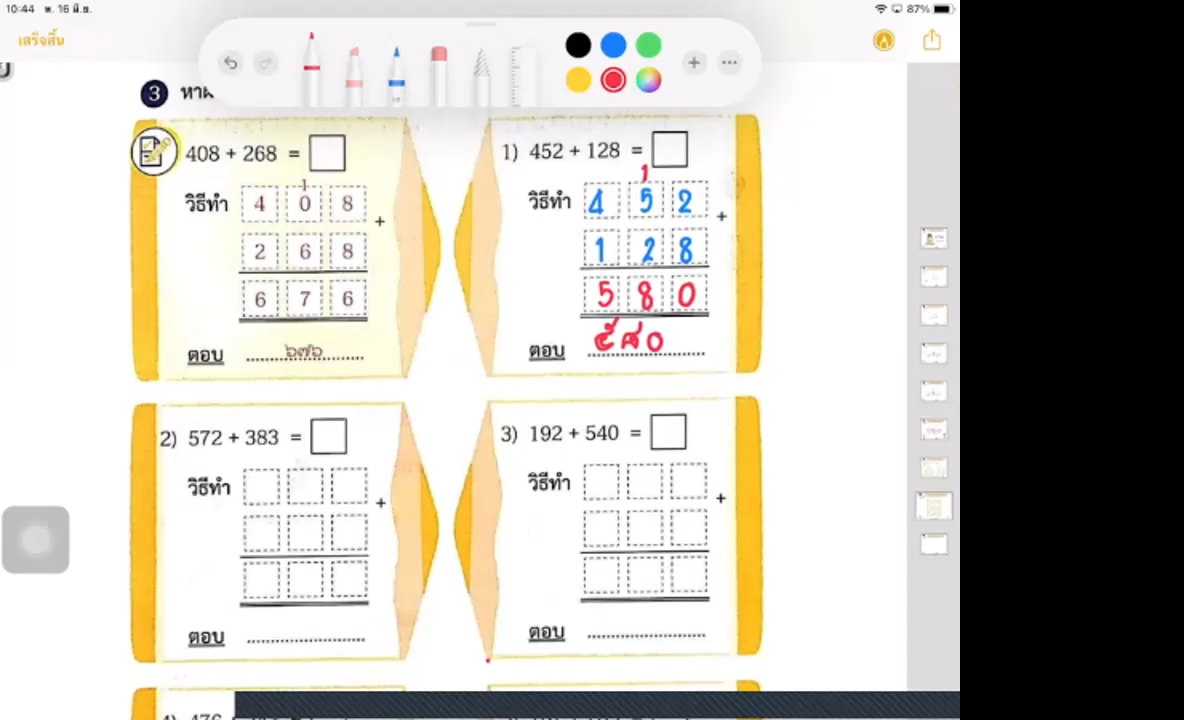 10:44 พ. 16 มิ.ย.
87%
เสร็จสิ้น
3
408 + 268 =
วิธีทำ
1
4 0 8
+
2 6 8
6 7 6
ตอบ ๖๗๖
1) 452 + 128 =
วิธีทำ
1
4 5 2
+
1 2 8
5 8 0
ตอบ ๕๘๐
2) 572 + 383 =
วิธีทำ
+
ตอบ
3) 192 + 540 =
วิธีทำ
+
ตอบ